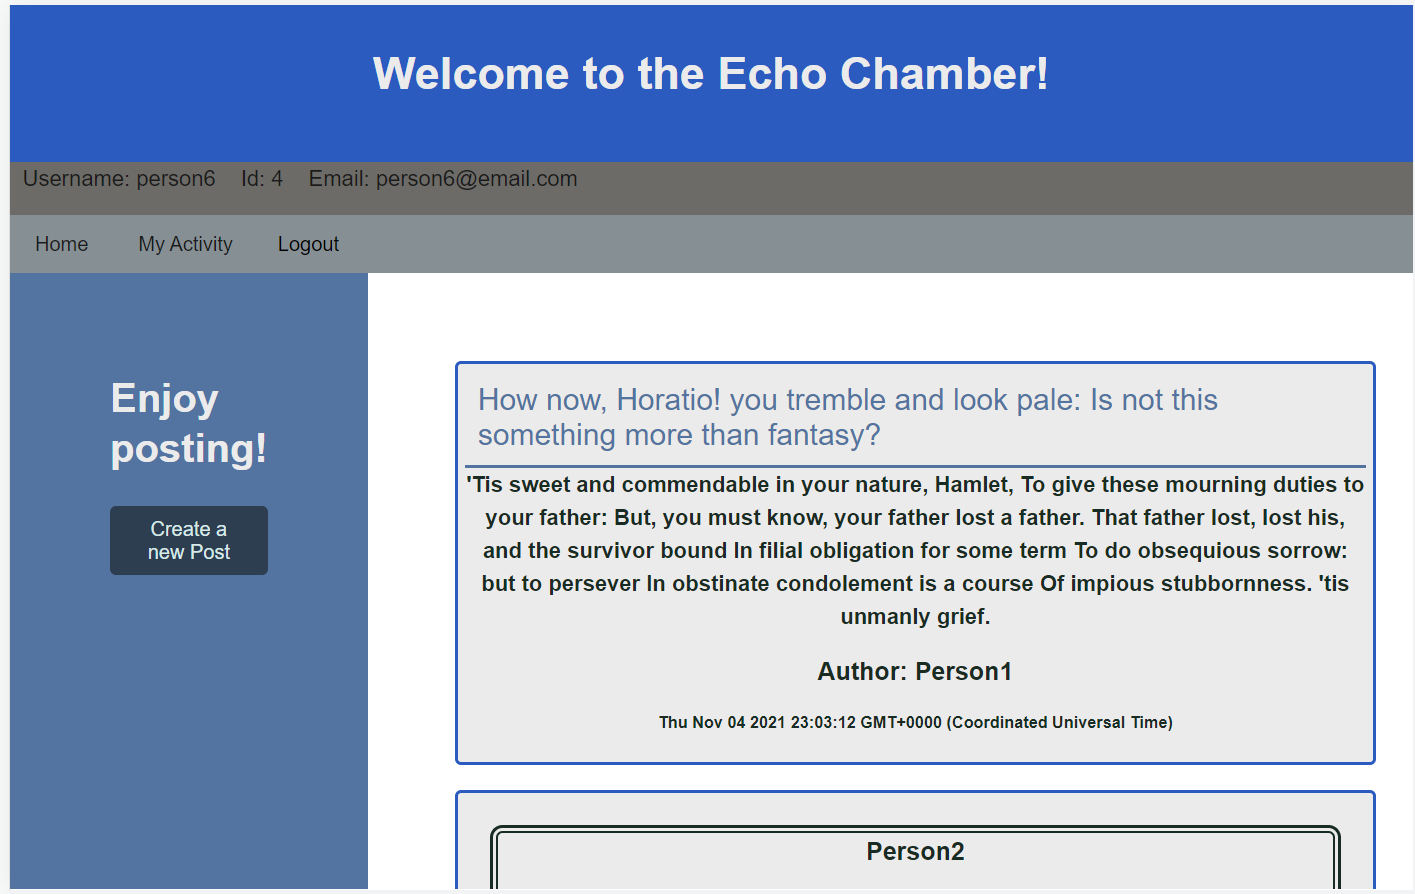 Welcome to the Echo Chamber!
Username: person6 Id: 4 Email: person6@email.com
Home My Activity Logout
Enjoy
posting!
Create a
new Post
How now, Horatio! you tremble and look pale: Is not this
something more than fantasy?
'Tis sweet and commendable in your nature, Hamlet, To give these mourning duties to
your father: But, you must know, your father lost a father. That father lost, lost his,
and the survivor bound In filial obligation for some term To do obsequious sorrow:
but to persever In obstinate condolement is a course Of impious stubbornness. 'tis
unmanly grief.
Author: Person1
Thu Nov 04 2021 23:03:12 GMT+0000 (Coordinated Universal Time)
Person2